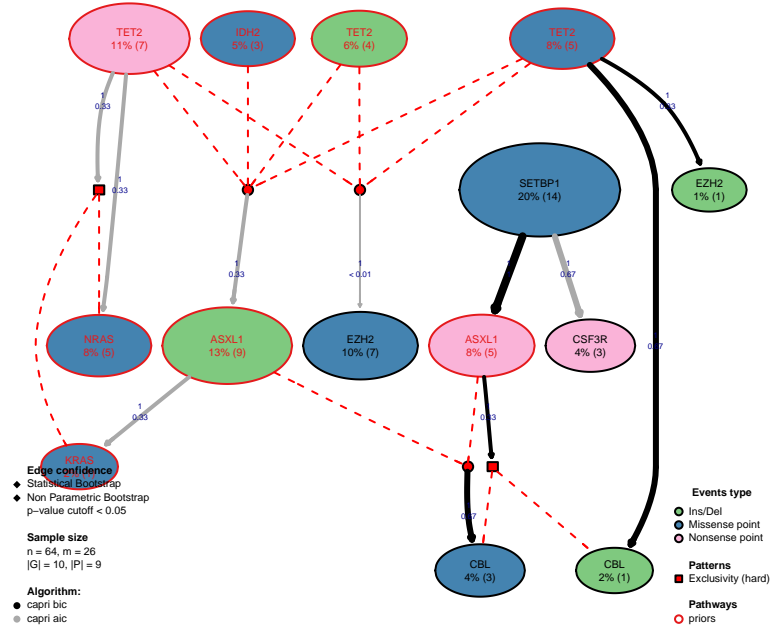 TET2
11% (7)
IDH2
5% (3)
TET2
6% (4)
TET2
8% (5)
1
0.33
1
0.33
1
0.33
SETBP1
20% (14)
EZH2
1% (1)
1
0.33
1
< 0.01
1
0.67
NRAS
8% (5)
ASXL1
13% (9)
EZH2
10% (7)
ASXL1
8% (5)
CSF3R
4% (3)
1
0.33
KRAS
CBL
4% (3)
CBL
2% (1)
Edge confidence
Statistical Bootstrap
Non Parametric Bootstrap
p−value cutoff < 0.05
Sample size
n = 64, m = 26
|G| = 10, |P| = 9
Algorithm:
capri bic
capri aic
Events type
Ins/Del
Missense point
Nonsense point
Patterns
Exclusivity (hard)
Pathways
priors